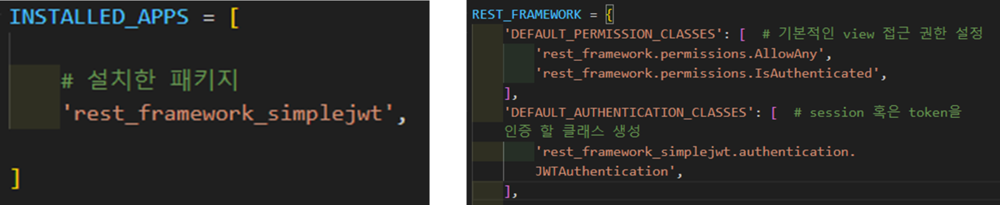 INSTALLED_APPS = [
# 설치한 패키지
'rest_framework_simplejwt',
]
REST_FRAMEWORK = {
'DEFAULT_PERMISSION_CLASSES': [  # 기본적인 view 접근 권한 설정
'rest_framework.permissions.AllowAny',
'rest_framework.permissions.IsAuthenticated',
],
'DEFAULT_AUTHENTICATION_CLASSES': [  # session 혹은 token을
인증 할 클래스 생성
'rest_framework_simplejwt.authentication.
JWTAuthentication',
],